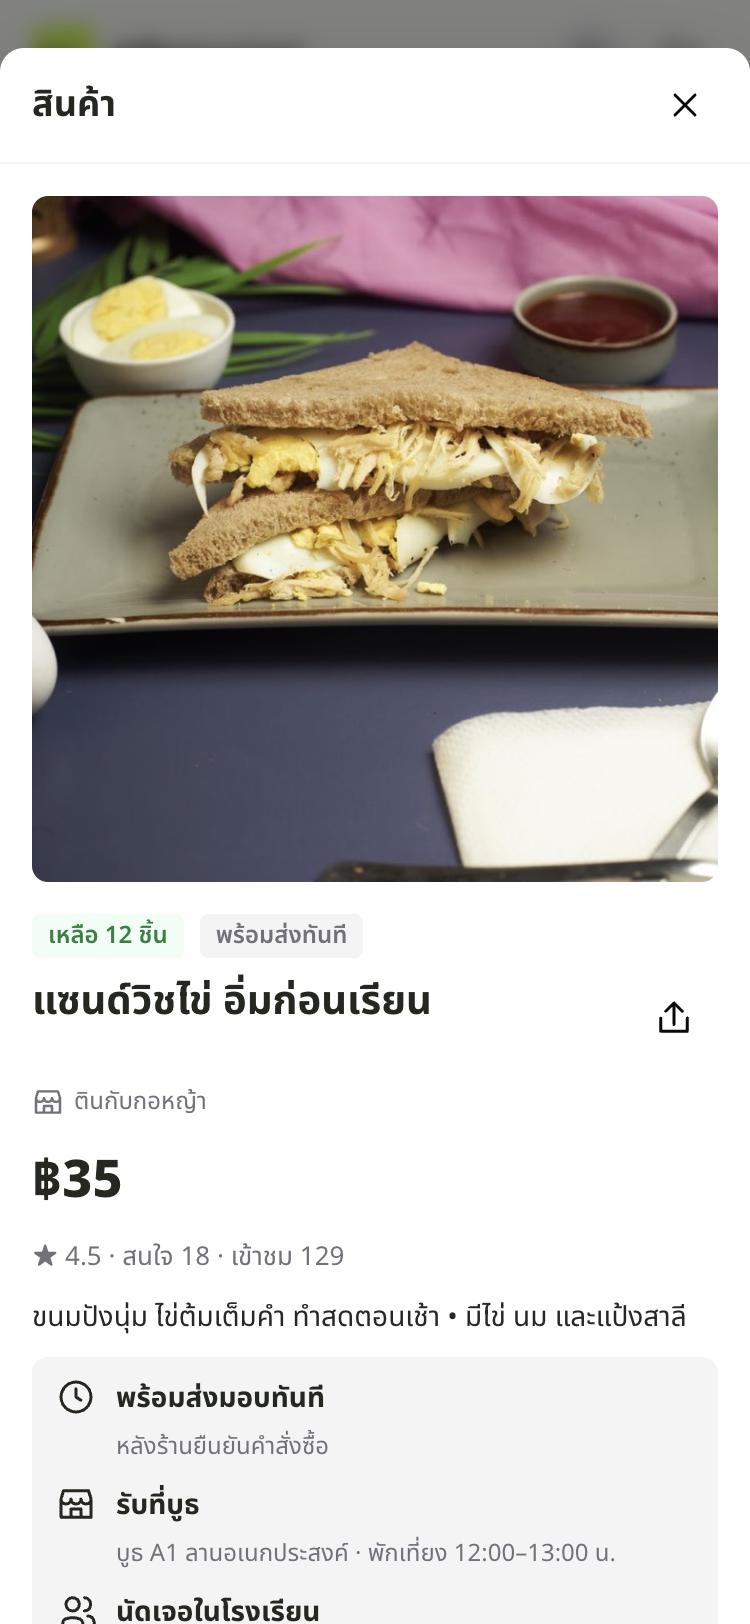 สินค้า
เหลือ 12 ชิ้น
พร้อมส่งทันที
แซนด์วิชไข่ อิ่มก่อนเรียน
ตินกับกอหญ้า
฿35
★ 4.5 · สนใจ 18 · เข้าชม 129
ขนมปังนุ่ม ไข่ต้มเต็มคำ ทำสดตอนเช้า • มีไข่ นม และแป้งสาลี
พร้อมส่งมอบทันที
หลังร้านยืนยันคำสั่งซื้อ
รับที่บูธ
บูธ A1 ลานอเนกประสงค์ · พักเที่ยง 12:00–13:00 น.
นัดเจอในโรงเรียน